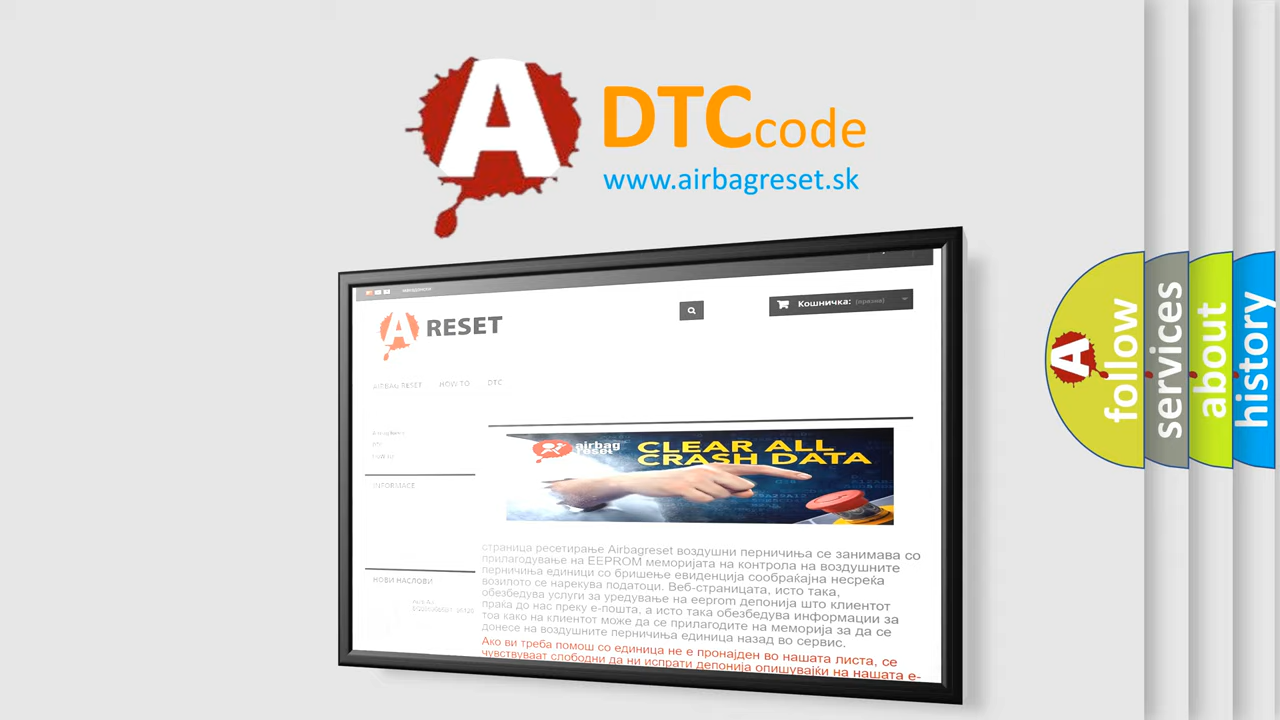 A
DTCcode
www.airbagreset.sk
Кошничка: (празни)
A RESET
AIRBAG RESET HOW TO DTC
airbag
reset
CLEAR ALL
CRASH DATA
INFORMACE
страница ресетирање Airbagreset воздушни перничиња се занимава со
прилагодување на EEPROM меморијата на контрола на воздушните
перничиња единици со бришење евиденција сообраќајна несреќа
возилото се нарекува податоци. Веб-страницата, исто така,
обезбедува услуги за уредување на eeprom депонија што клиентот
праќа до нас преку е-пошта, а исто така обезбедува информации за
тоа како на клиентот може да се прилагодите на меморија за да се
донесе на воздушните перничиња единица назад во сервис.
Ако ви треба помош со единица не е пронајден во нашата листа, се
чувствуваат слободни да ни испрати депонија опишувајќи на нашата е-
НОВИ НАСЛОВИ
A
follow
services
about
history